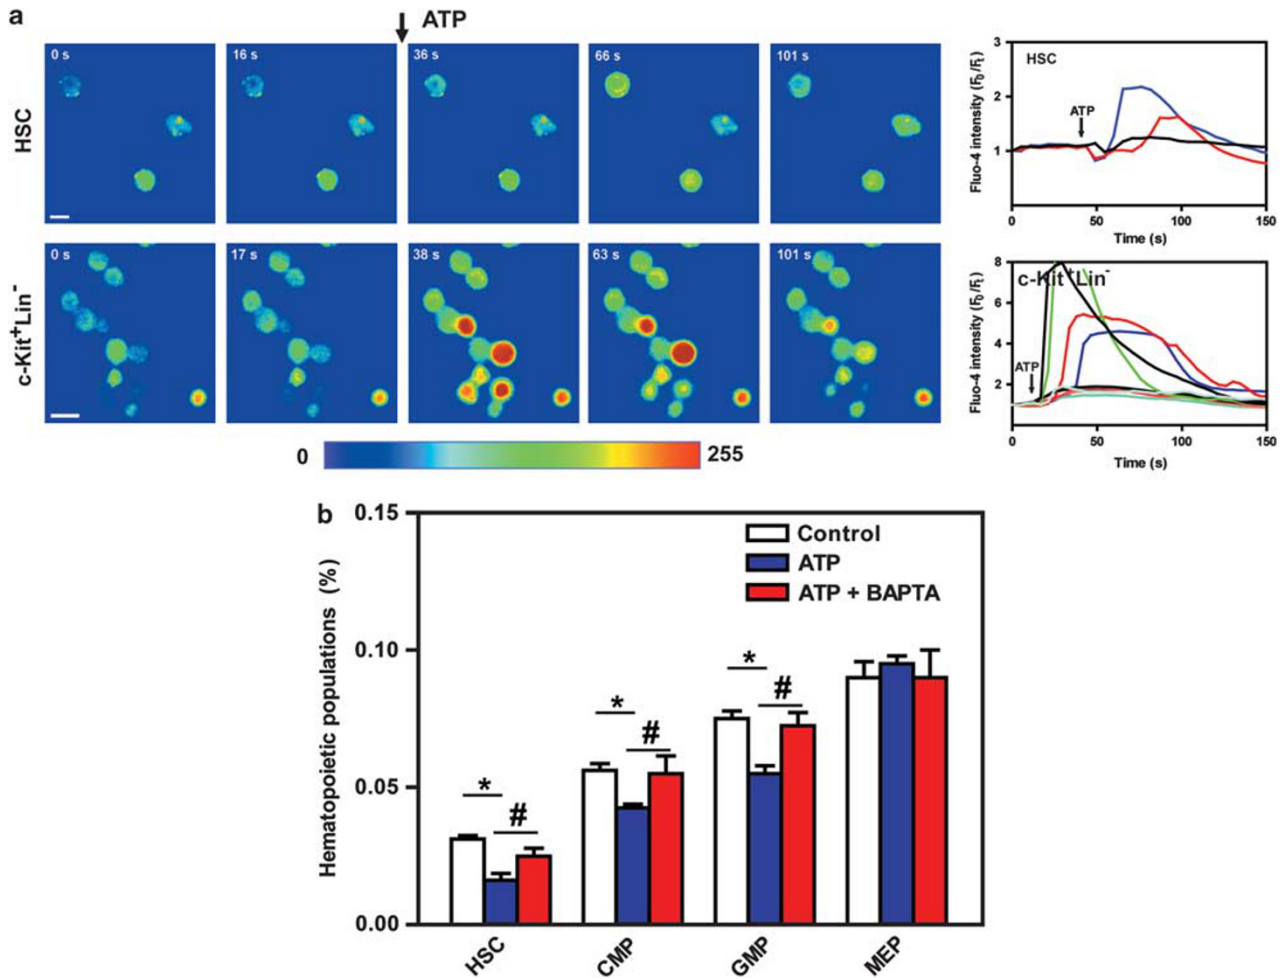 a
ATP
HSC
0 s
16 s
36 s
66 s
101 s
c-Kit⁺Lin⁻
0 s
17 s
38 s
63 s
101 s
0
255
HSC
ATP
Fluo-4 intensity (F₀/Fₜ)
3
2
1
0
50
100
150
Time (s)
c-Kit⁺Lin⁻
ATP
Fluo-4 intensity (F₀/Fₜ)
8
6
4
2
0
50
100
150
Time (s)
b
Hematopoietic populations (%)
0.15
0.10
0.05
0.00
Control
ATP
ATP + BAPTA
*
#
*
#
*
#
HSC
CMP
GMP
MEP